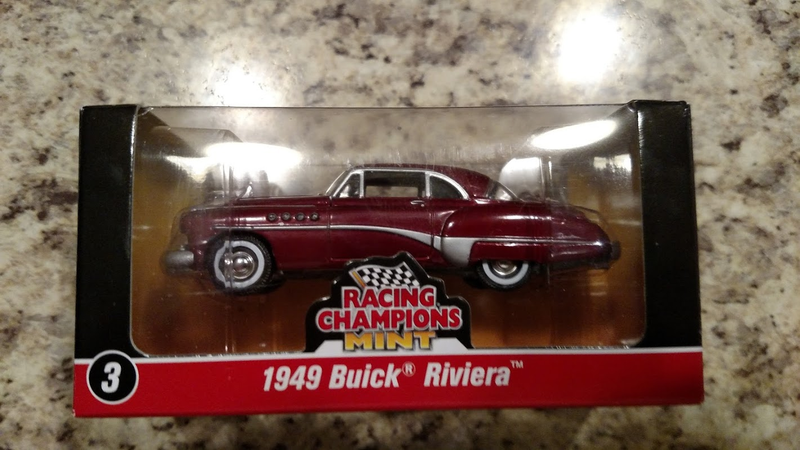 RACING
CHAMPIONS
MINT
3
1949 Buick® Riviera™